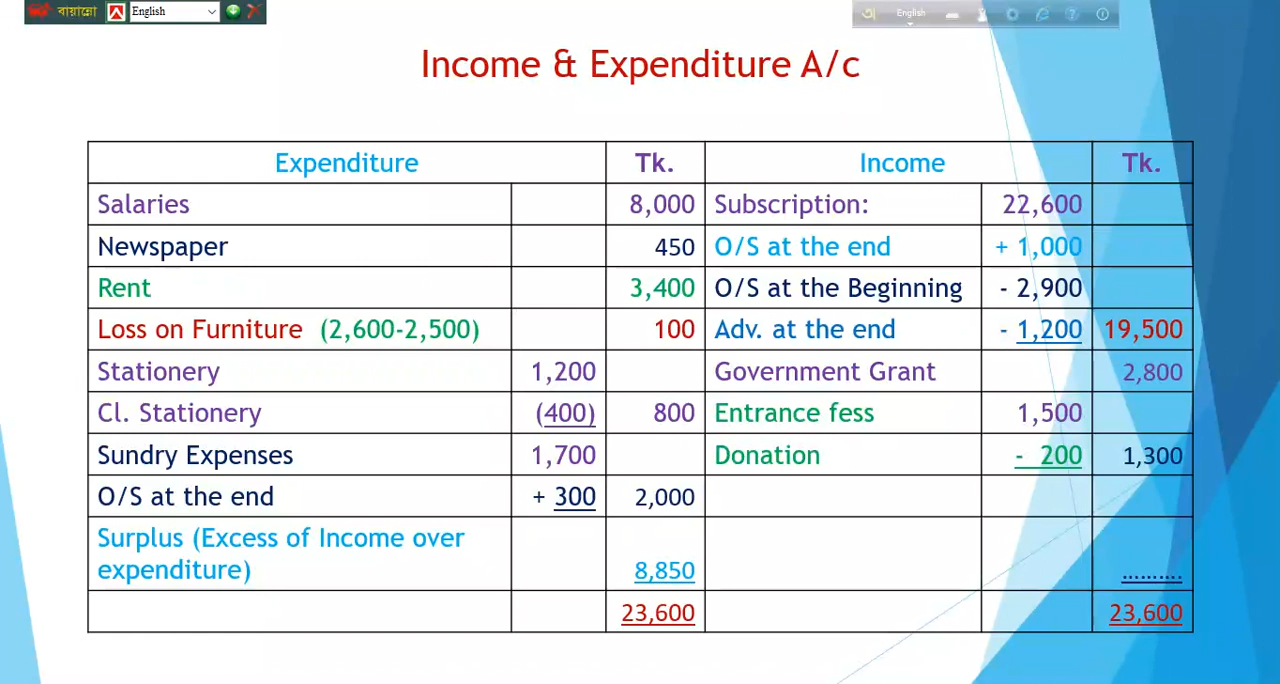 বায়ান্নো English English
Income & Expenditure A/c
Expenditure Tk. Income Tk.
Salaries 8,000 Subscription: 22,600
Newspaper 450 O/S at the end + 1,000
Rent 3,400 O/S at the Beginning - 2,900
Loss on Furniture (2,600-2,500) 100 Adv. at the end - 1,200 19,500
Stationery 1,200 Government Grant 2,800
Cl. Stationery (400) 800 Entrance fess 1,500
Sundry Expenses 1,700 Donation - 200 1,300
O/S at the end + 300 2,000
Surplus (Excess of Income over
expenditure) 8,850 ..........
23,600 23,600